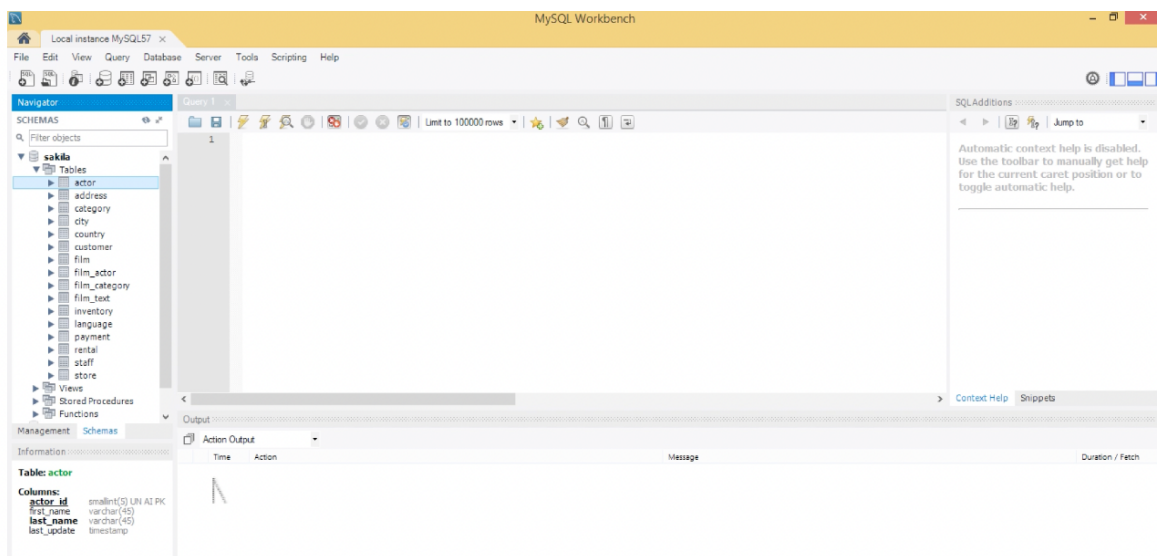 MySQL Workbench
Local instance MySQL57
File Edit View Query Database Server Tools Scripting Help
Navigator
Query 1
SQLAdditions
SCHEMAS
Limit to 100000 rows
Jump to
Filter objects
1
sakila
Tables
actor
address
category
city
country
customer
film
film_actor
film_category
film_text
inventory
language
payment
rental
staff
store
Views
Stored Procedures
Functions
Automatic context help is disabled.
Use the toolbar to manually get help
for the current caret position or to
toggle automatic help.
Context Help Snippets
Management Schemas
Output
Action Output
Time Action Message Duration / Fetch
Information
Table: actor
Columns:
actor_id smallint(5) UN AI PK
first_name varchar(45)
last_name varchar(45)
last_update timestamp